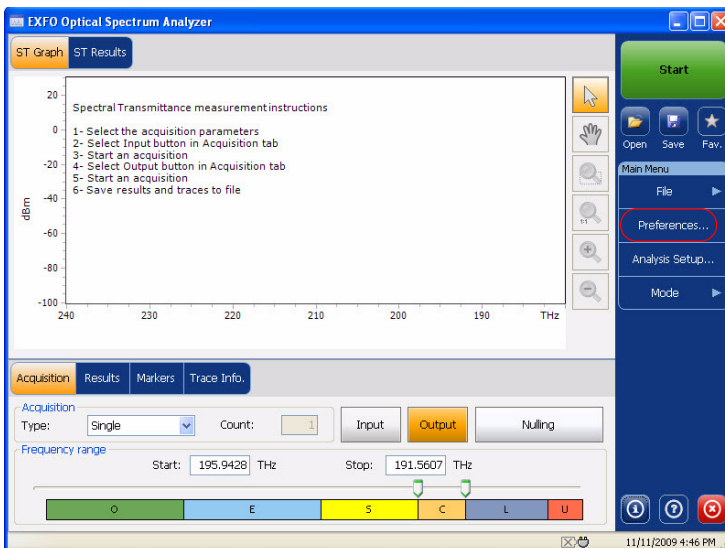 EXFO Optical Spectrum Analyzer
ST Graph ST Results
Start
Open Save Fav.
Main Menu
File
Preferences...
Analysis Setup...
Mode
20
0
-20
-40
-60
-80
-100
dBm
Spectral Transmittance measurement instructions
1- Select the acquisition parameters
2- Select Input button in Acquisition tab
3- Start an acquisition
4- Select Output button in Acquisition tab
5- Start an acquisition
6- Save results and traces to file
240 230 220 210 200 190 THz
1:1
Acquisition Results Markers Trace Info.
Acquisition
Type: Single Count: 1 Input Output Nulling
Frequency range
Start: 195.9428 THz Stop: 191.5607 THz
O E S C L U
11/11/2009 4:46 PM